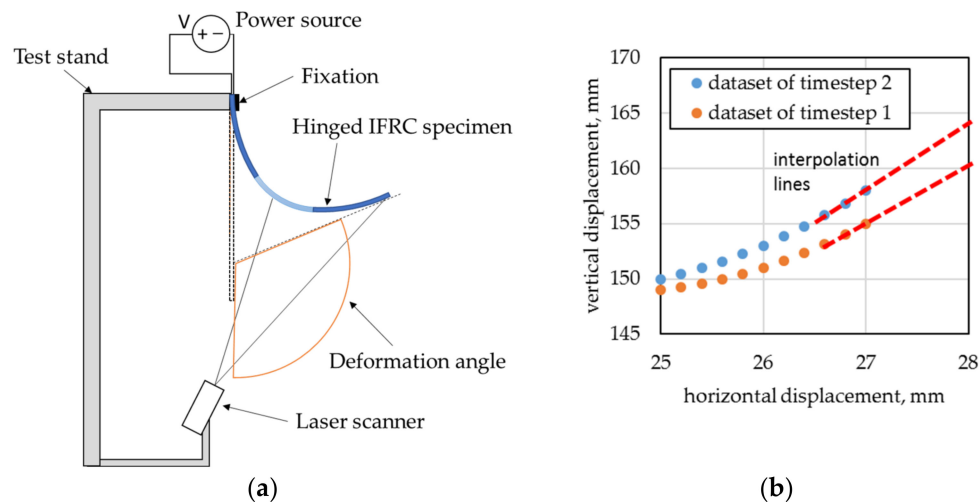 V
+ −
Power source
Test stand
Fixation
Hinged IFRC specimen
Deformation angle
Laser scanner
(a)
170
165
160
155
150
145
vertical displacement, mm
dataset of timestep 2
dataset of timestep 1
interpolation
lines
25 26 27 28
horizontal displacement, mm
(b)